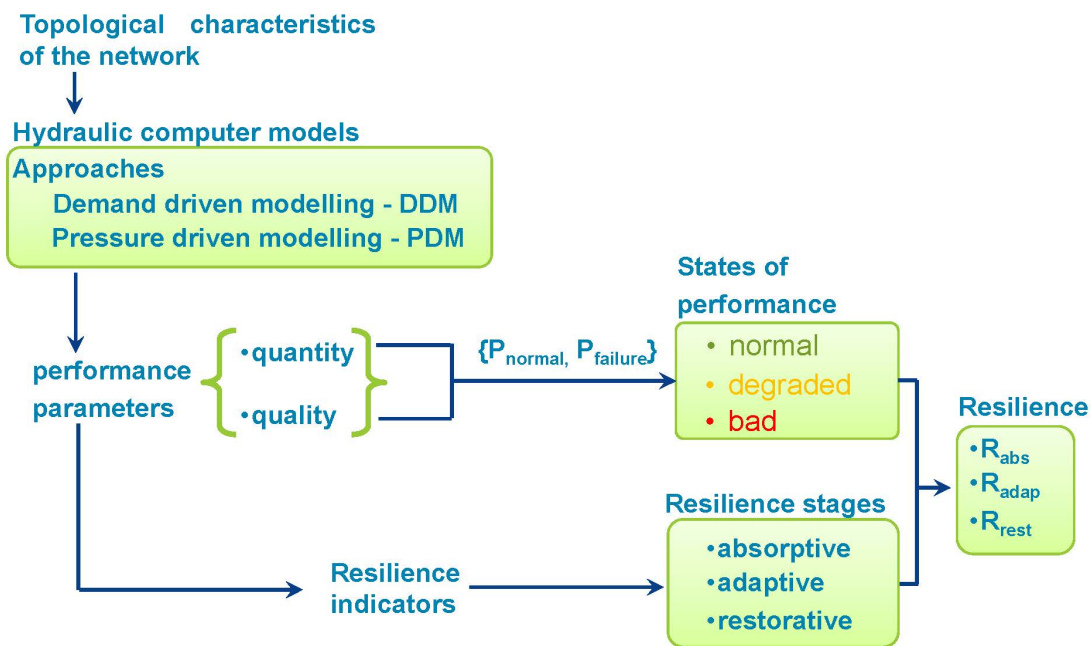 Topological characteristics
of the network
Hydraulic computer models
Approaches
Demand driven modelling - DDM
Pressure driven modelling - PDM
performance
parameters
•quantity
•quality
{Pnormal, Pfailure}
States of
performance
• normal
• degraded
• bad
Resilience
indicators
Resilience stages
•absorptive
•adaptive
•restorative
Resilience
•Rabs
•Radap
•Rrest